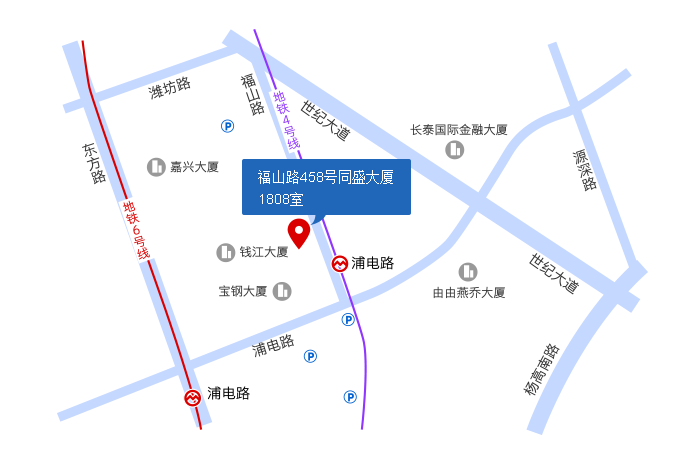 潍坊路
福山路
地铁4号线
世纪大道
长泰国际金融大厦
东方路
嘉兴大厦
源深路
福山路458号同盛大厦
1808室
地铁6号线
钱江大厦
浦电路
世纪大道
宝钢大厦
由由燕乔大厦
P
P
P
P
浦电路
杨高南路
浦电路